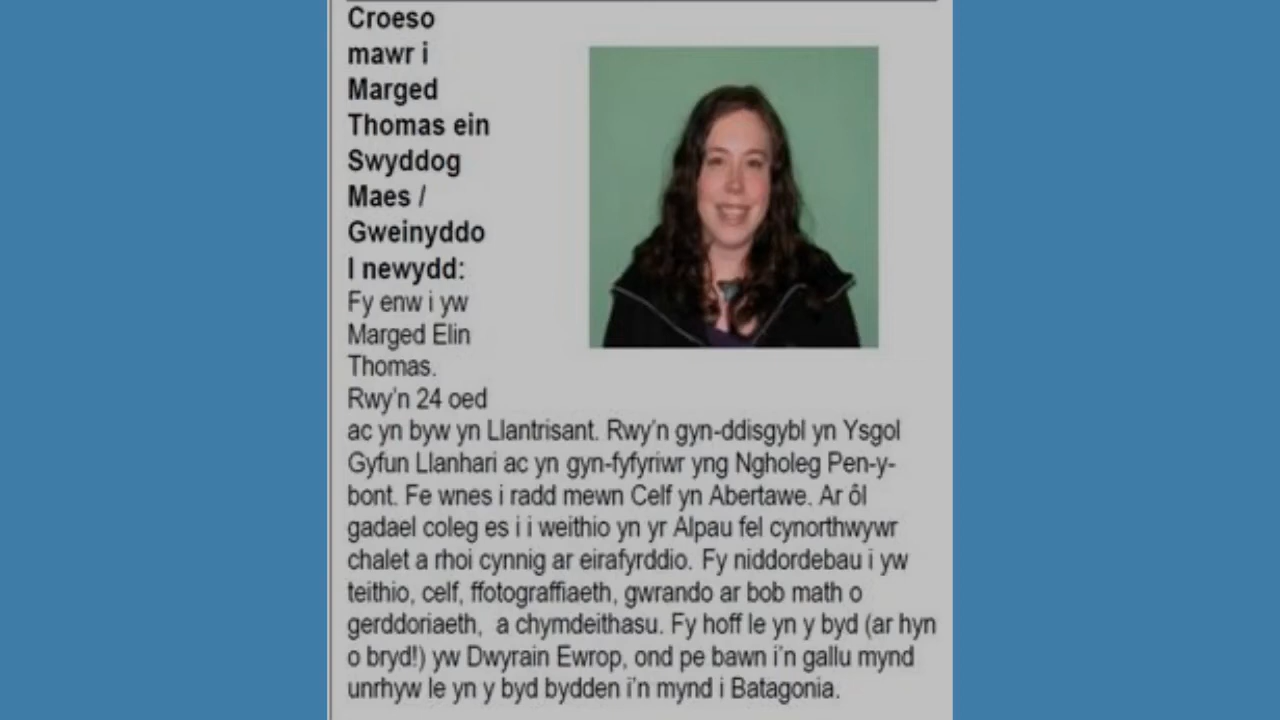 Croeso
mawr i
Marged
Thomas ein
Swyddog
Maes /
Gweinyddo
l newydd:
Fy enw i yw
Marged Elin
Thomas.
Rwy'n 24 oed
ac yn byw yn Llantrisant. Rwy'n gyn-ddisgybl yn Ysgol
Gyfun Llanhari ac yn gyn-fyfyriwr yng Ngholeg Pen-y-
bont. Fe wnes i radd mewn Celf yn Abertawe. Ar ôl
gadael coleg es i i weithio yn yr Alpau fel cynorthwywr
chalet a rhoi cynnig ar eirafyrddio. Fy niddordebau i yw
teithio, celf, ffotograffiaeth, gwrando ar bob math o
gerddoriaeth,  a chymdeithasu. Fy hoff le yn y byd (ar hyn
o bryd!) yw Dwyrain Ewrop, ond pe bawn i'n gallu mynd
unrhyw le yn y byd bydden i'n mynd i Batagonia.